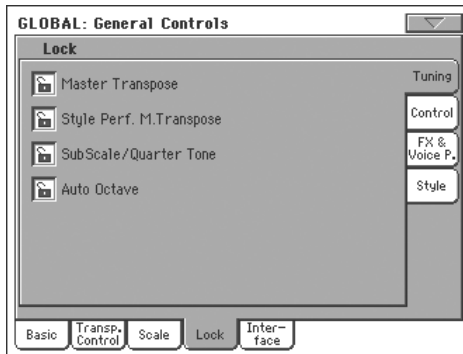 GLOBAL: General Controls
Lock
Master Transpose
Style Perf. M.Transpose
SubScale/Quarter Tone
Auto Octave
Tuning
Control
FX &
Voice P.
Style
Basic
Transp.
Control
Scale
Lock
Inter-
face